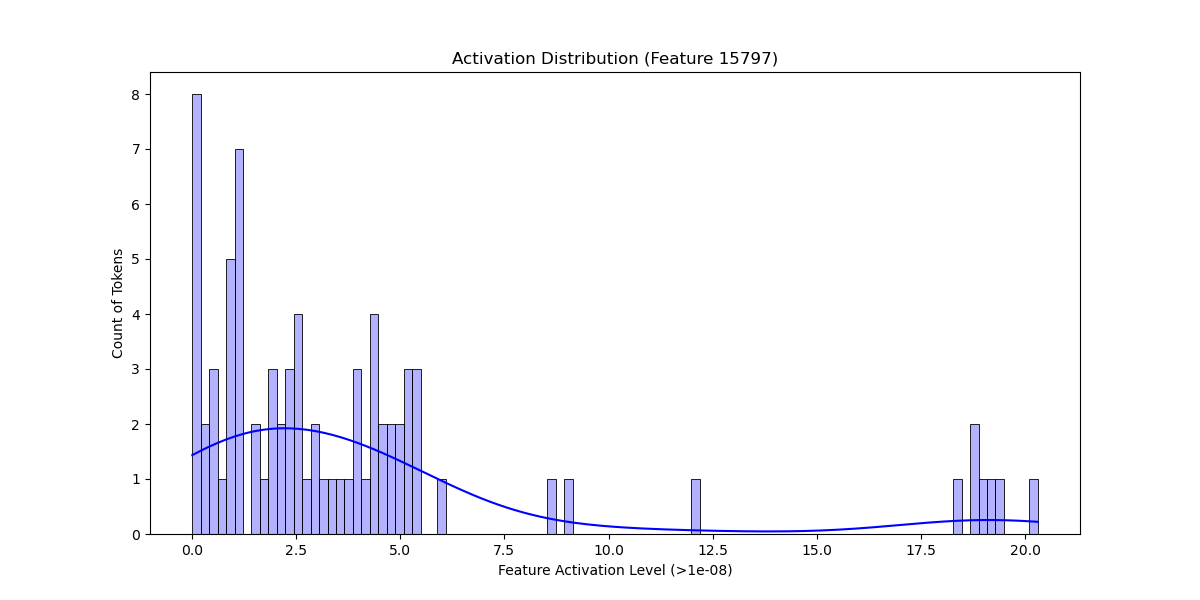 Activation Distribution (Feature 15797)
8
7
6
5
4
3
2
1
0
Count of Tokens
0.0 2.5 5.0 7.5 10.0 12.5 15.0 17.5 20.0
Feature Activation Level (>1e-08)